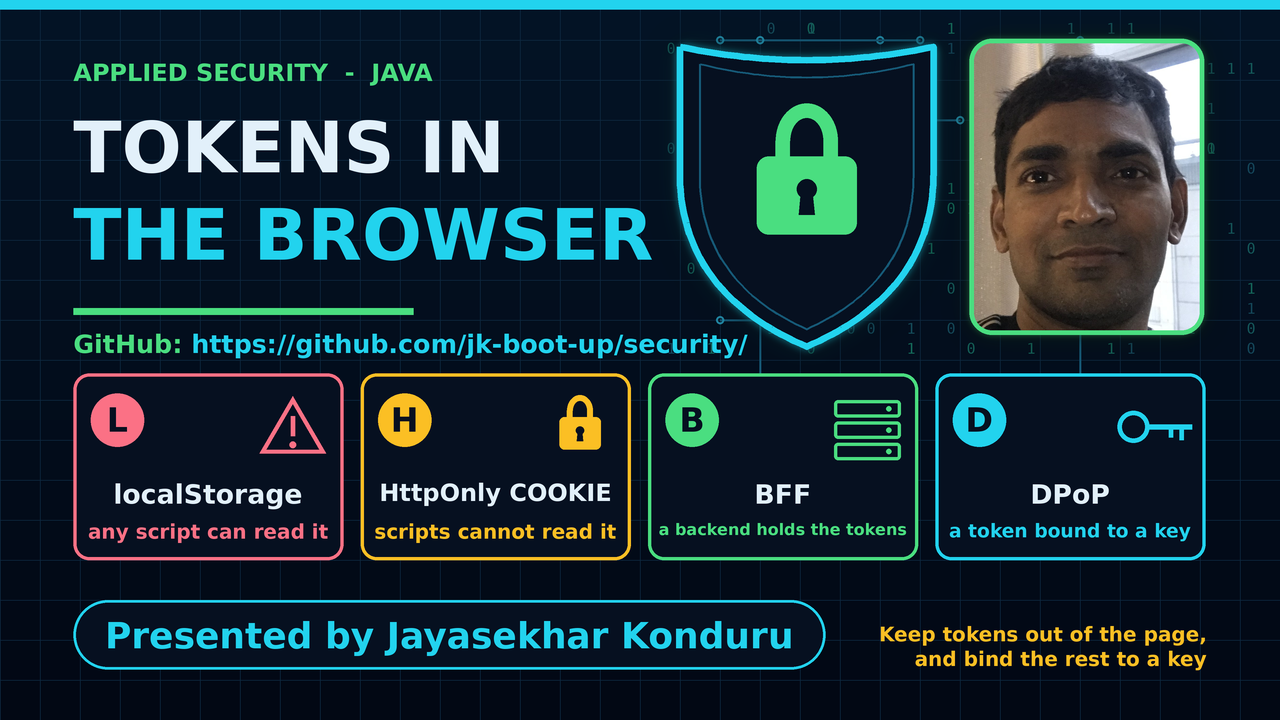 APPLIED SECURITY - JAVA
TOKENS IN
THE BROWSER
GitHub: https://github.com/jk-boot-up/security/
L
localStorage
any script can read it
H
HttpOnly COOKIE
scripts cannot read it
B
BFF
a backend holds the tokens
D
DPoP
a token bound to a key
Presented by Jayasekhar Konduru
Keep tokens out of the page,
and bind the rest to a key